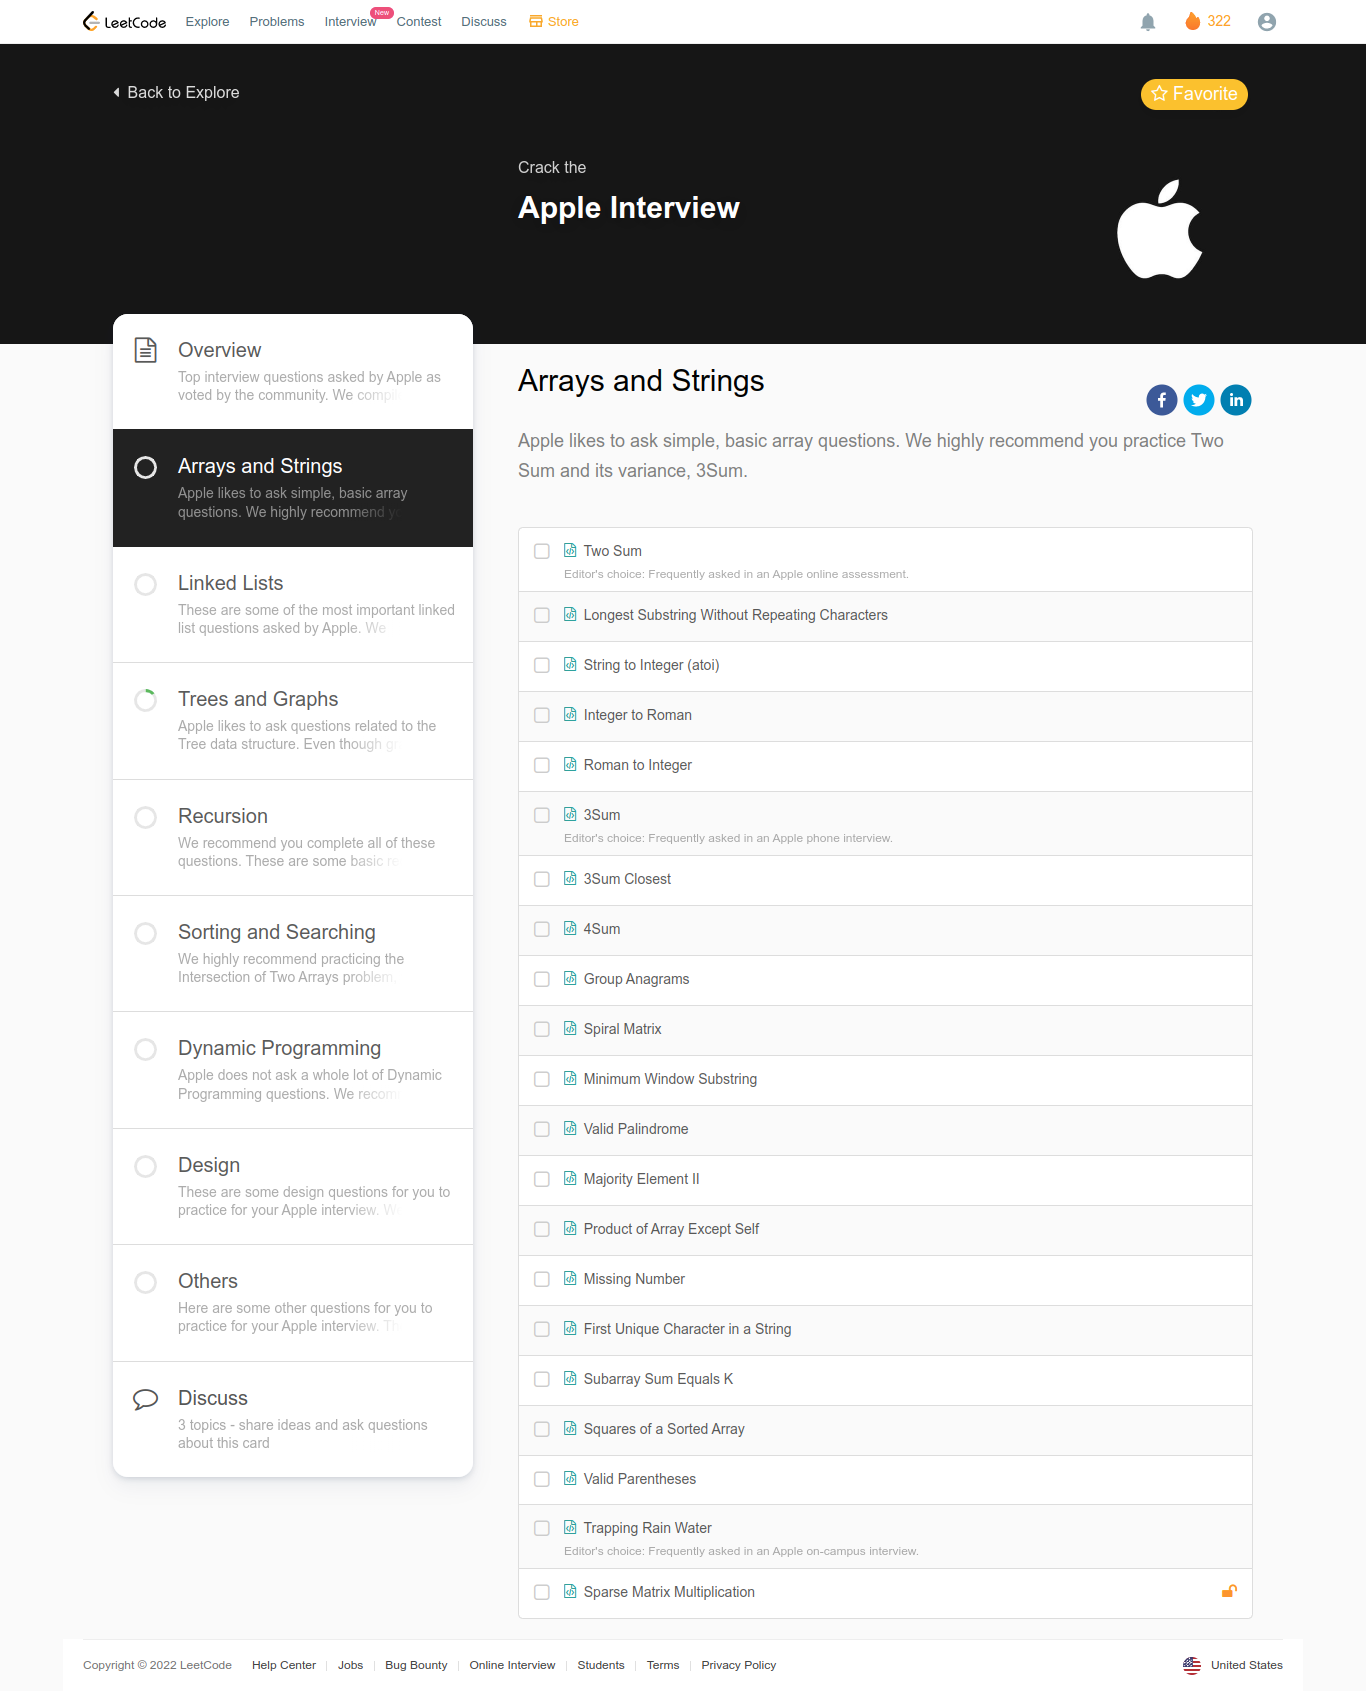 LeetCode Explore Problems Interview New Contest Discuss Store 322
Back to Explore
Favorite
Crack the
Apple Interview
Overview
Top interview questions asked by Apple as
voted by the community. We
Arrays and Strings
Apple likes to ask simple, basic array
questions. We highly recommend
Linked Lists
These are some of the most important linked
list questions asked by Apple. We
Trees and Graphs
Apple likes to ask questions related to the
Tree data structure. Even though
Recursion
We recommend you complete all of these
questions. These are some basic
Sorting and Searching
We highly recommend practicing the
Intersection of Two Arrays problem.
Dynamic Programming
Apple does not ask a whole lot of Dynamic
Programming questions. We
Design
These are some design questions for you to
practice for your Apple interview.
Others
Here are some other questions for you to
practice for your Apple interview.
Discuss
3 topics - share ideas and ask questions
about this card
Arrays and Strings
Apple likes to ask simple, basic array questions. We highly recommend you practice Two
Sum and its variance, 3Sum.
Two Sum
Editor's choice: Frequently asked in an Apple online assessment.
Longest Substring Without Repeating Characters
String to Integer (atoi)
Integer to Roman
Roman to Integer
3Sum
Editor's choice: Frequently asked in an Apple phone interview.
3Sum Closest
4Sum
Group Anagrams
Spiral Matrix
Minimum Window Substring
Valid Palindrome
Majority Element II
Product of Array Except Self
Missing Number
First Unique Character in a String
Subarray Sum Equals K
Squares of a Sorted Array
Valid Parentheses
Trapping Rain Water
Editor's choice: Frequently asked in an Apple on-campus interview.
Sparse Matrix Multiplication
Copyright © 2022 LeetCode Help Center | Jobs | Bug Bounty | Online Interview | Students | Terms | Privacy Policy United States